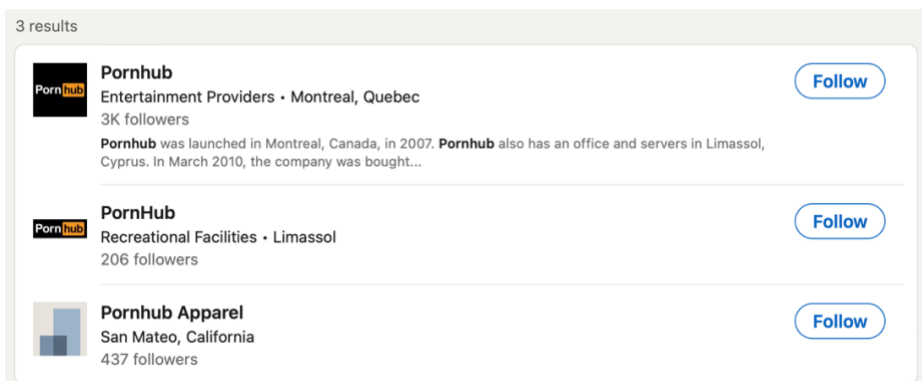 3 results
Porn hub
Pornhub
Follow
Entertainment Providers • Montreal, Quebec
3K followers
Pornhub was launched in Montreal, Canada, in 2007. Pornhub also has an office and servers in Limassol,
Cyprus. In March 2010, the company was bought...
Porn hub
PornHub
Follow
Recreational Facilities • Limassol
206 followers
Pornhub Apparel
Follow
San Mateo, California
437 followers